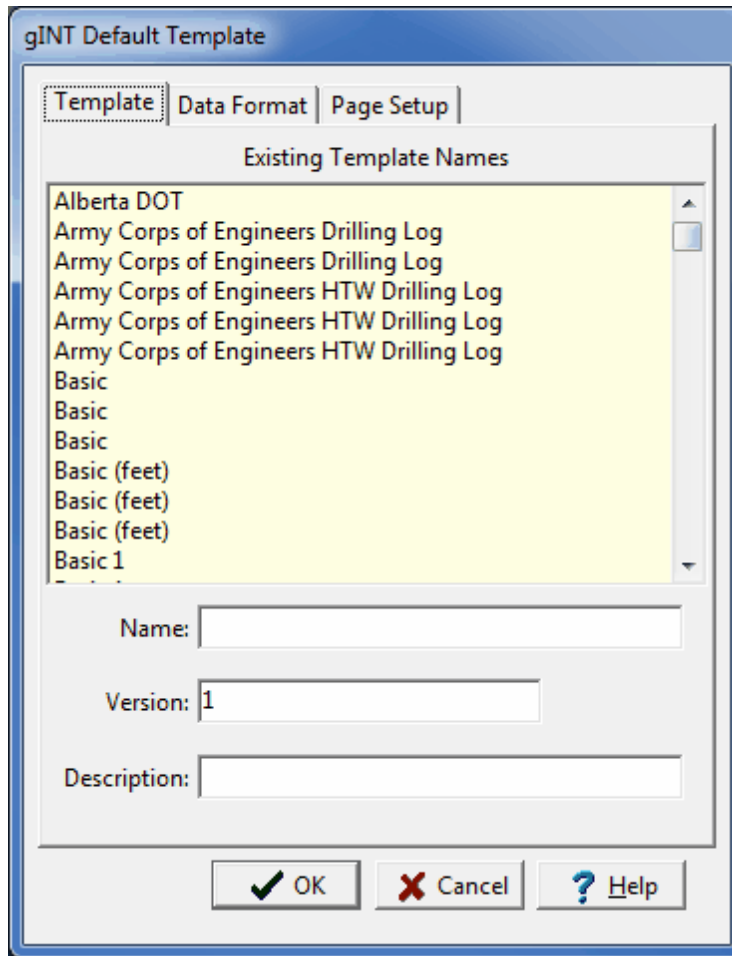 gINT Default Template
Template Data Format Page Setup
Existing Template Names
Alberta DOT
Army Corps of Engineers Drilling Log
Army Corps of Engineers Drilling Log
Army Corps of Engineers HTW Drilling Log
Army Corps of Engineers HTW Drilling Log
Army Corps of Engineers HTW Drilling Log
Basic
Basic
Basic
Basic (feet)
Basic (feet)
Basic (feet)
Basic 1
Name:
Version: 1
Description:
OK Cancel Help